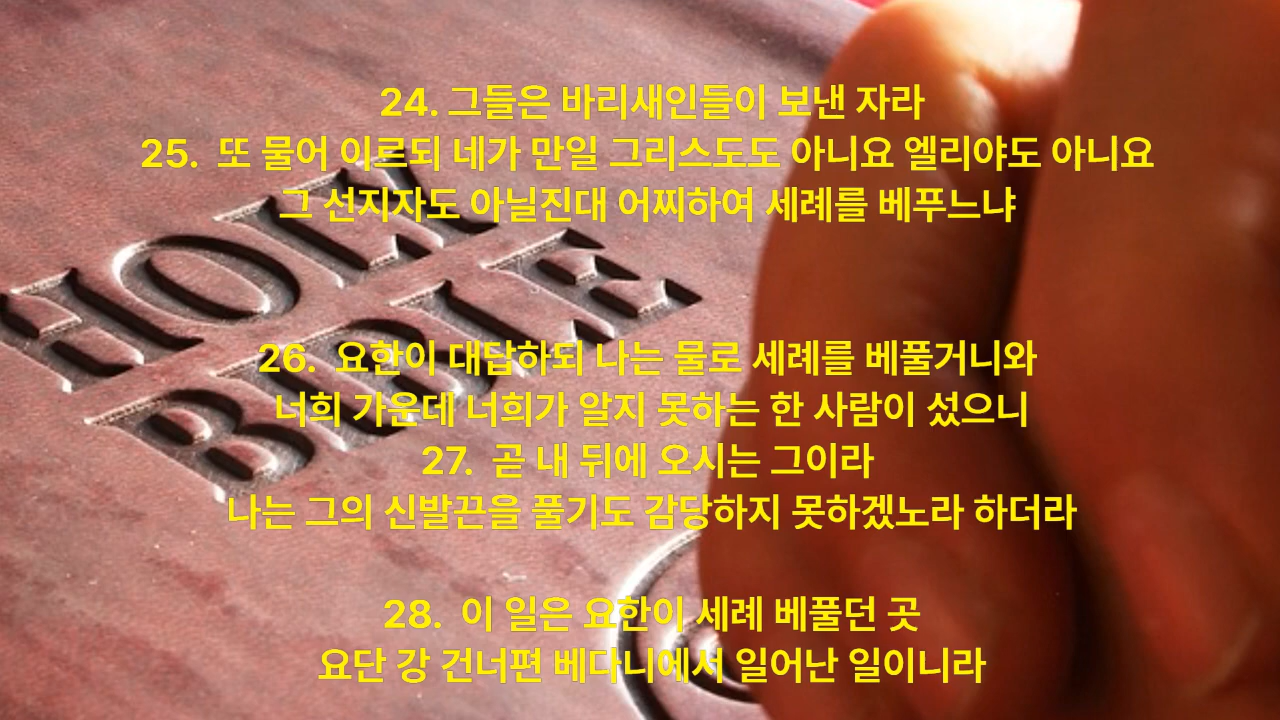 24. 그들은 바리새인들이 보낸 자라
25. 또 물어 이르되 네가 만일 그리스도도 아니요 엘리야도 아니요
그 선지자도 아닐진대 어찌하여 세례를 베푸느냐
HOLY
BIBLE
26. 요한이 대답하되 나는 물로 세례를 베풀거니와
너희 가운데 너희가 알지 못하는 한 사람이 섰으니
27. 곧 내 뒤에 오시는 그이라
나는 그의 신발끈을 풀기도 감당하지 못하겠노라 하더라
28. 이 일은 요한이 세례 베풀던 곳
요단 강 건너편 베다니에서 일어난 일이니라